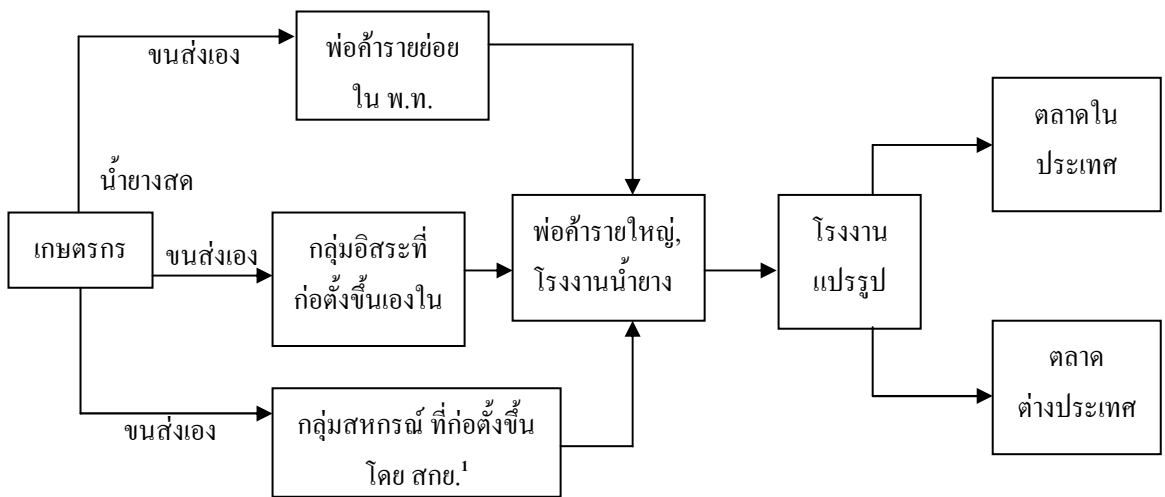 ขนส่งเอง
พ่อค้ารายย่อย
ใน พ.ท.
น้ำยางสด
เกษตรกร
ขนส่งเอง
กลุ่มอิสระที่
ก่อตั้งขึ้นเองใน
ขนส่งเอง
กลุ่มสหกรณ์ ที่ก่อตั้งขึ้น
โดย สกย.¹
พ่อค้ารายใหญ่,
โรงงานน้ำยาง
โรงงาน
แปรรูป
ตลาดใน
ประเทศ
ตลาด
ต่างประเทศ